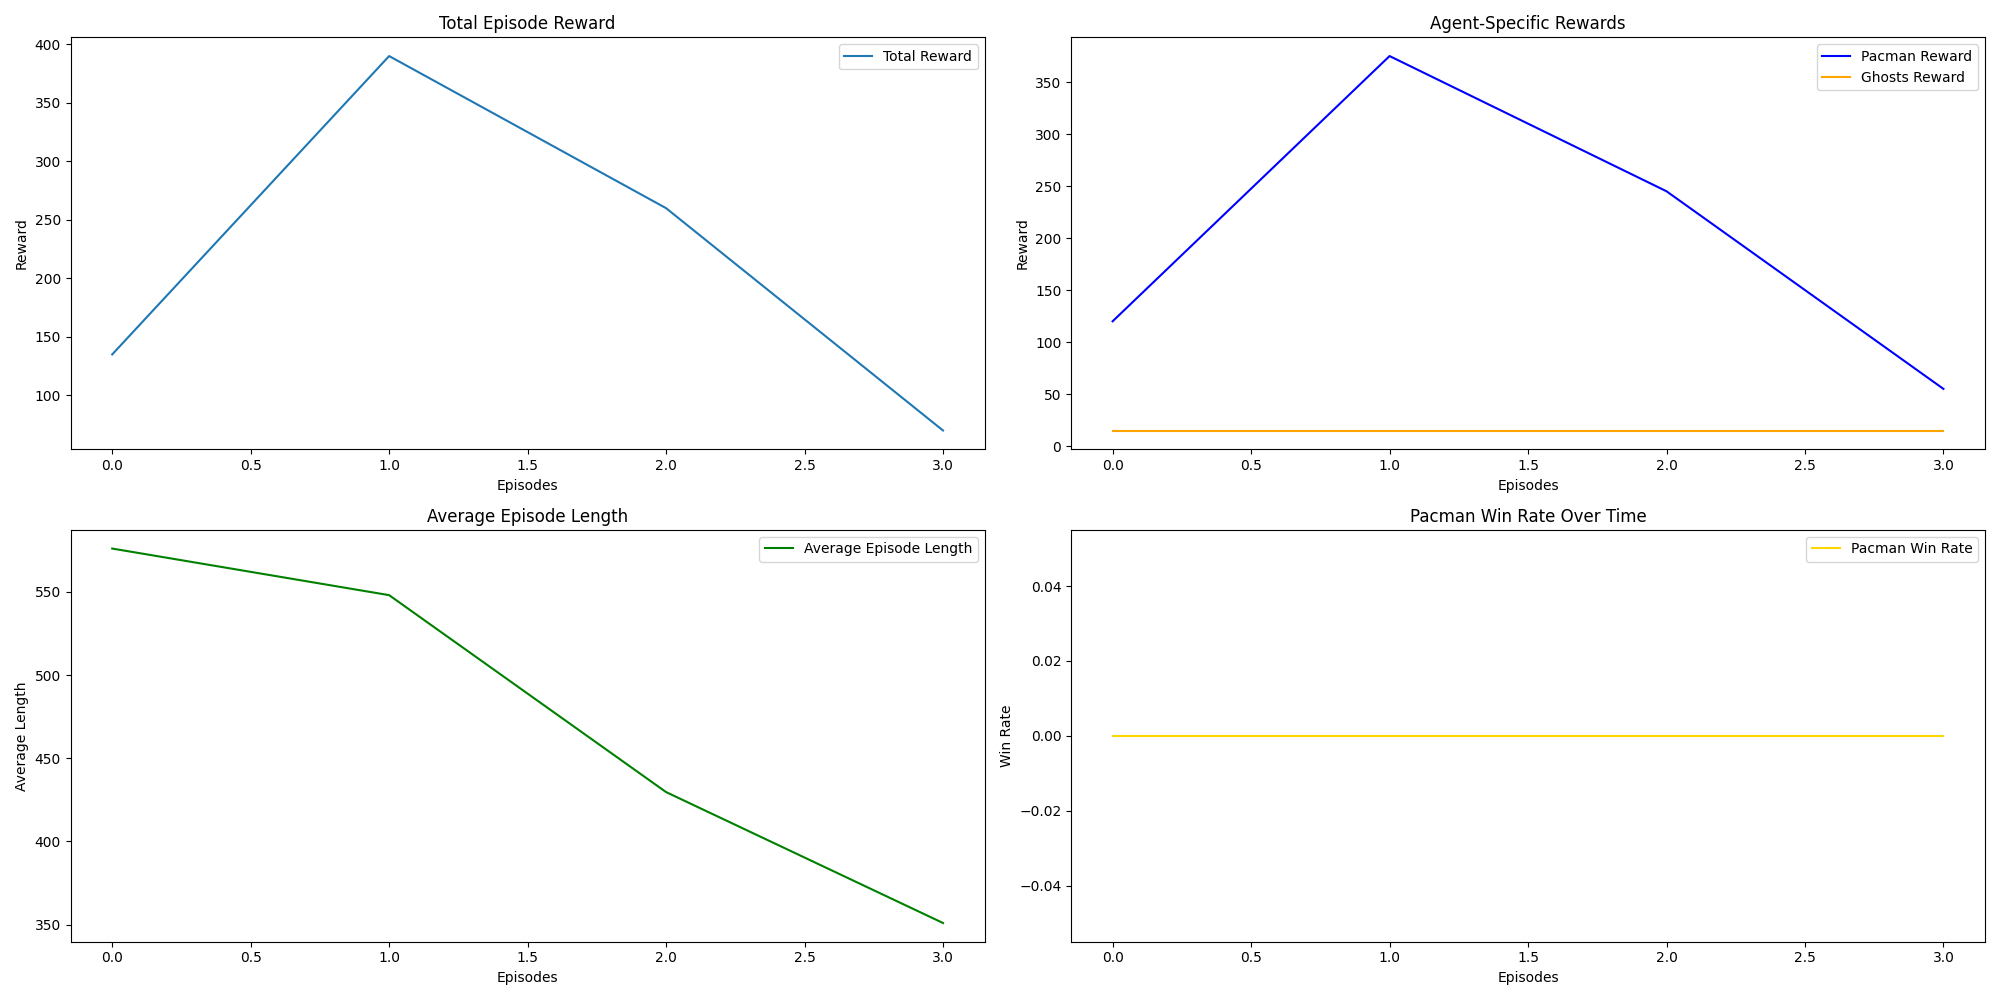 Total Episode Reward
Total Reward
400
350
300
250
200
150
100
Reward
0.0 0.5 1.0 1.5 2.0 2.5 3.0
Episodes
Agent-Specific Rewards
Pacman Reward
Ghosts Reward
350
300
250
200
150
100
50
0
Reward
0.0 0.5 1.0 1.5 2.0 2.5 3.0
Episodes
Average Episode Length
Average Episode Length
550
500
450
400
350
Average Length
0.0 0.5 1.0 1.5 2.0 2.5 3.0
Episodes
Pacman Win Rate Over Time
Pacman Win Rate
0.04
0.02
0.00
−0.02
−0.04
Win Rate
0.0 0.5 1.0 1.5 2.0 2.5 3.0
Episodes